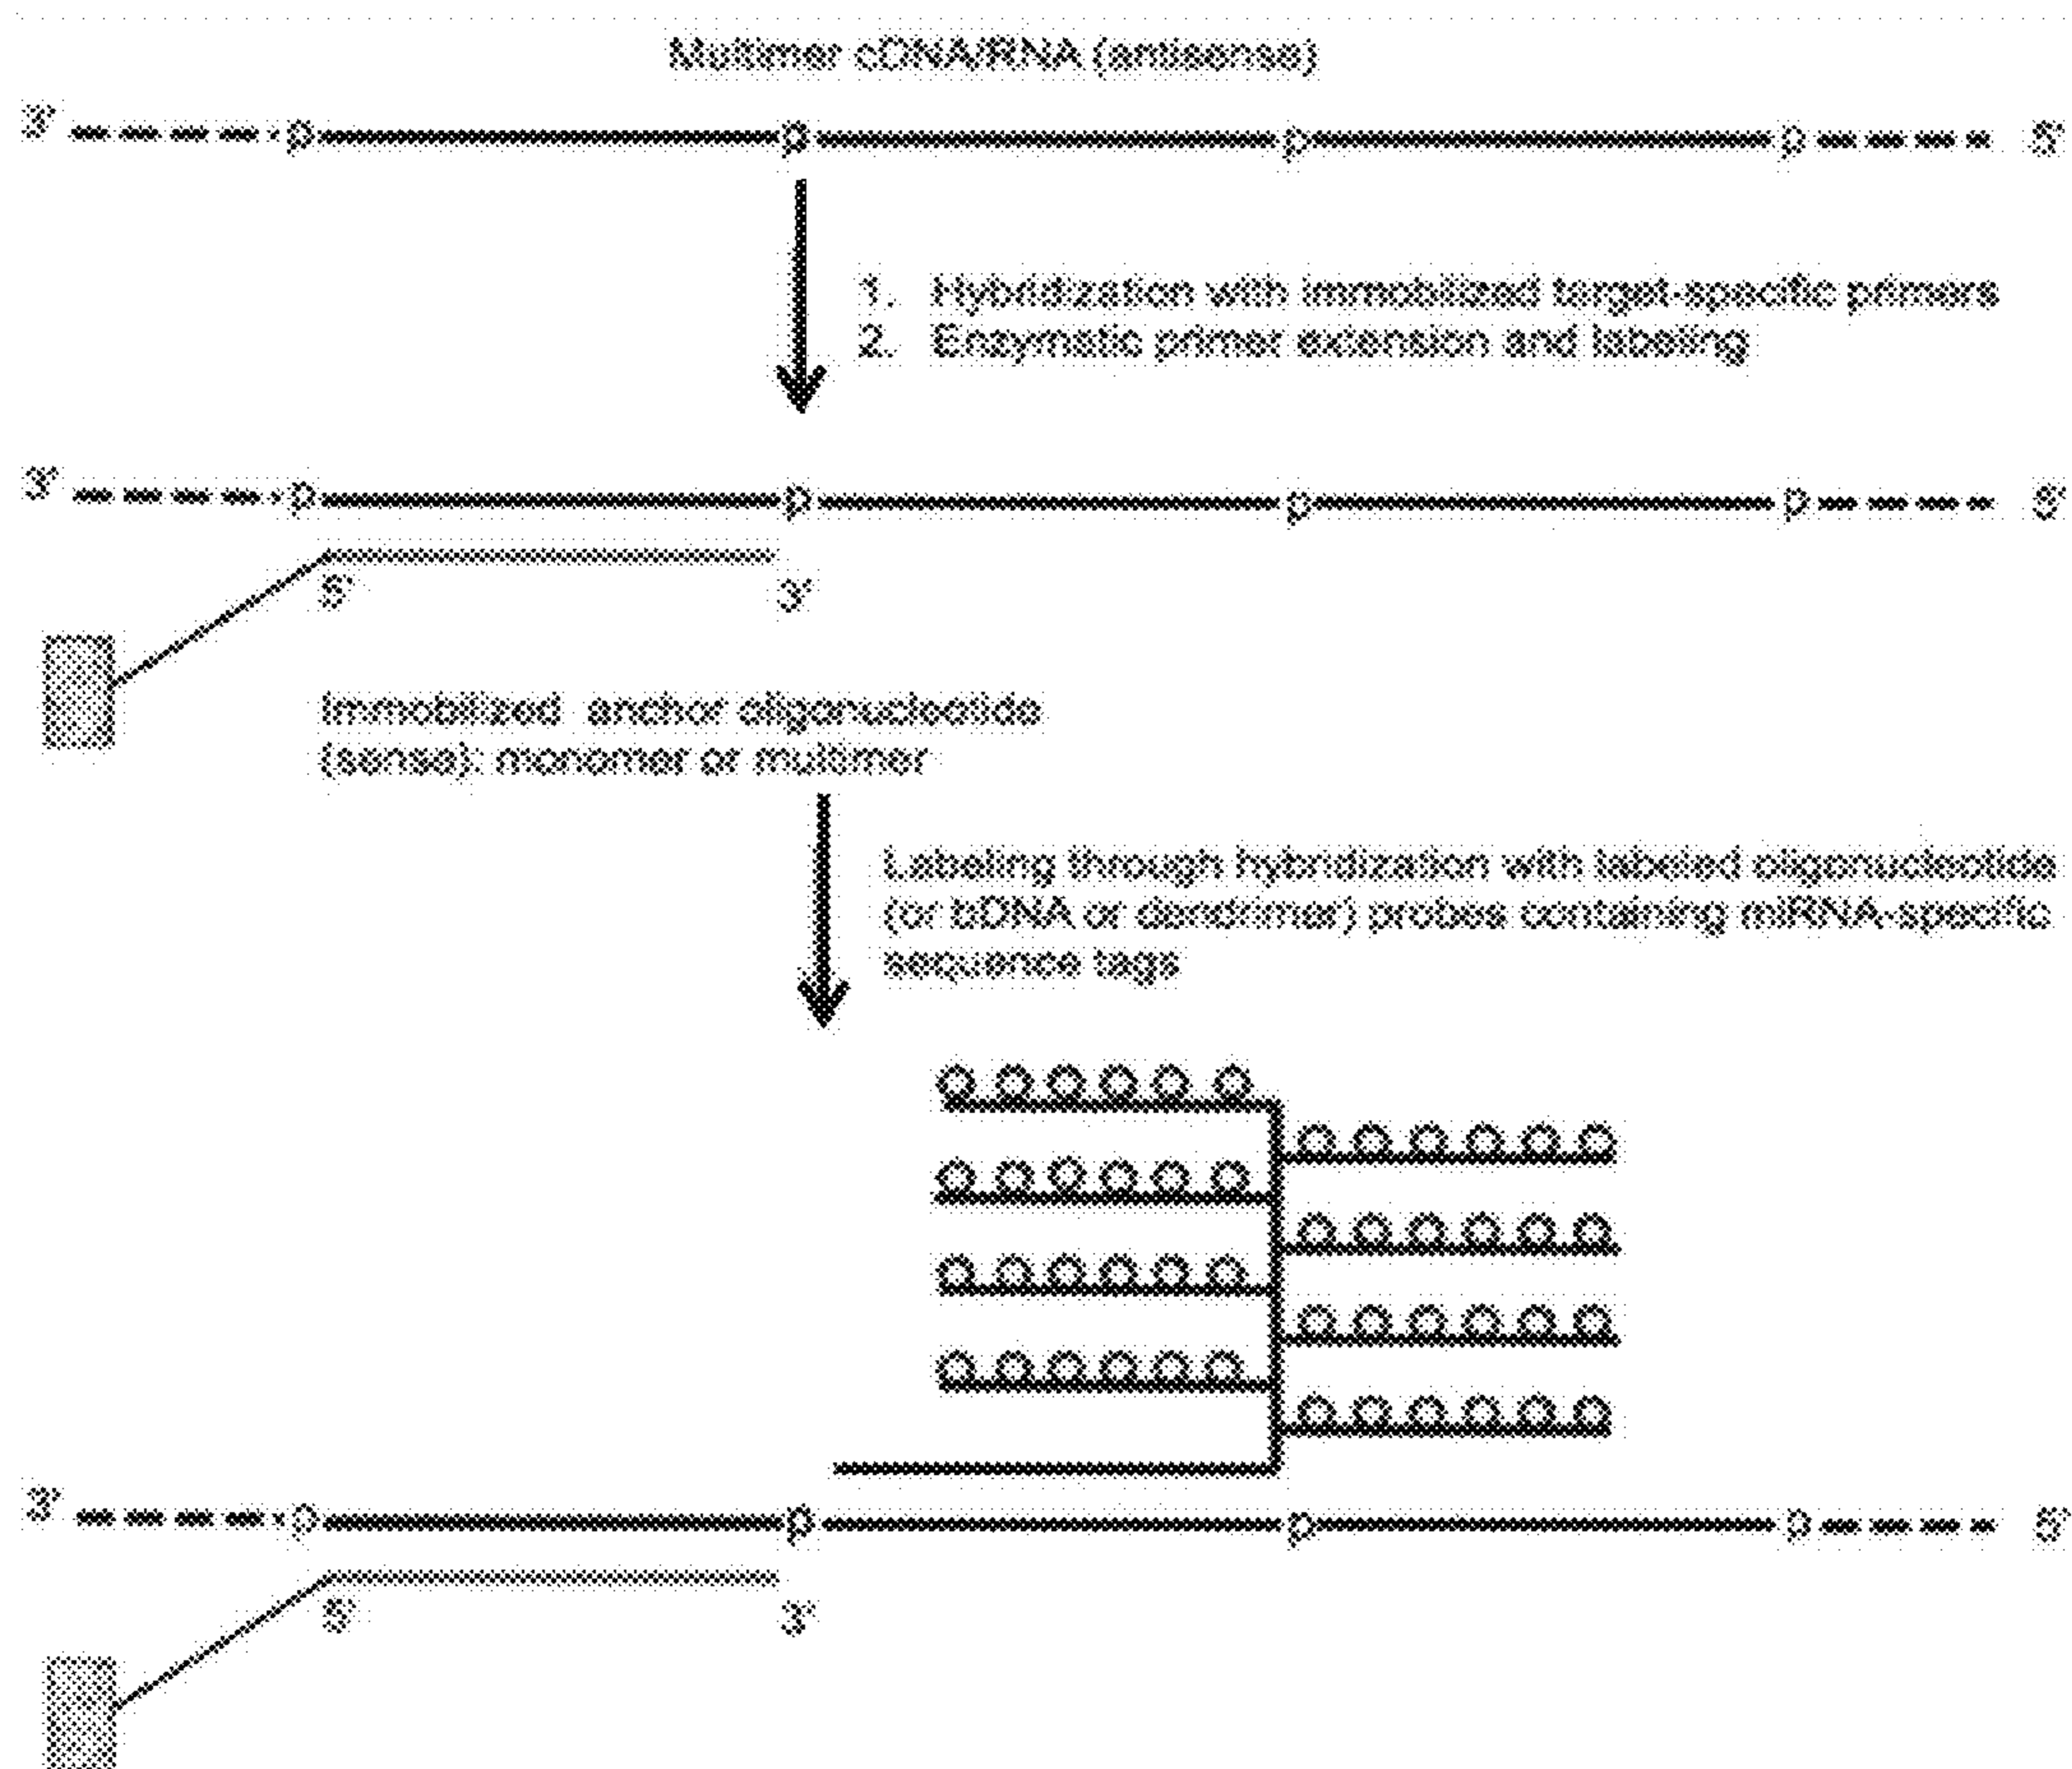 Multimer cDNA/RNA (antisense)
3' p p p p 5'
1. Hybridization with immobilized target-specific primers
2. Enzymatic primer extension and labeling
3' p p p p 5'
5' 3'
Immobilized anchor oligonucleotide
(sense): monomer or multimer
Labeling through hybridization with labeled oligonucleotide
(or bDNA or dendrimer) probes containing miRNA-specific
sequence tags
3' p p p p 5'
5' 3'